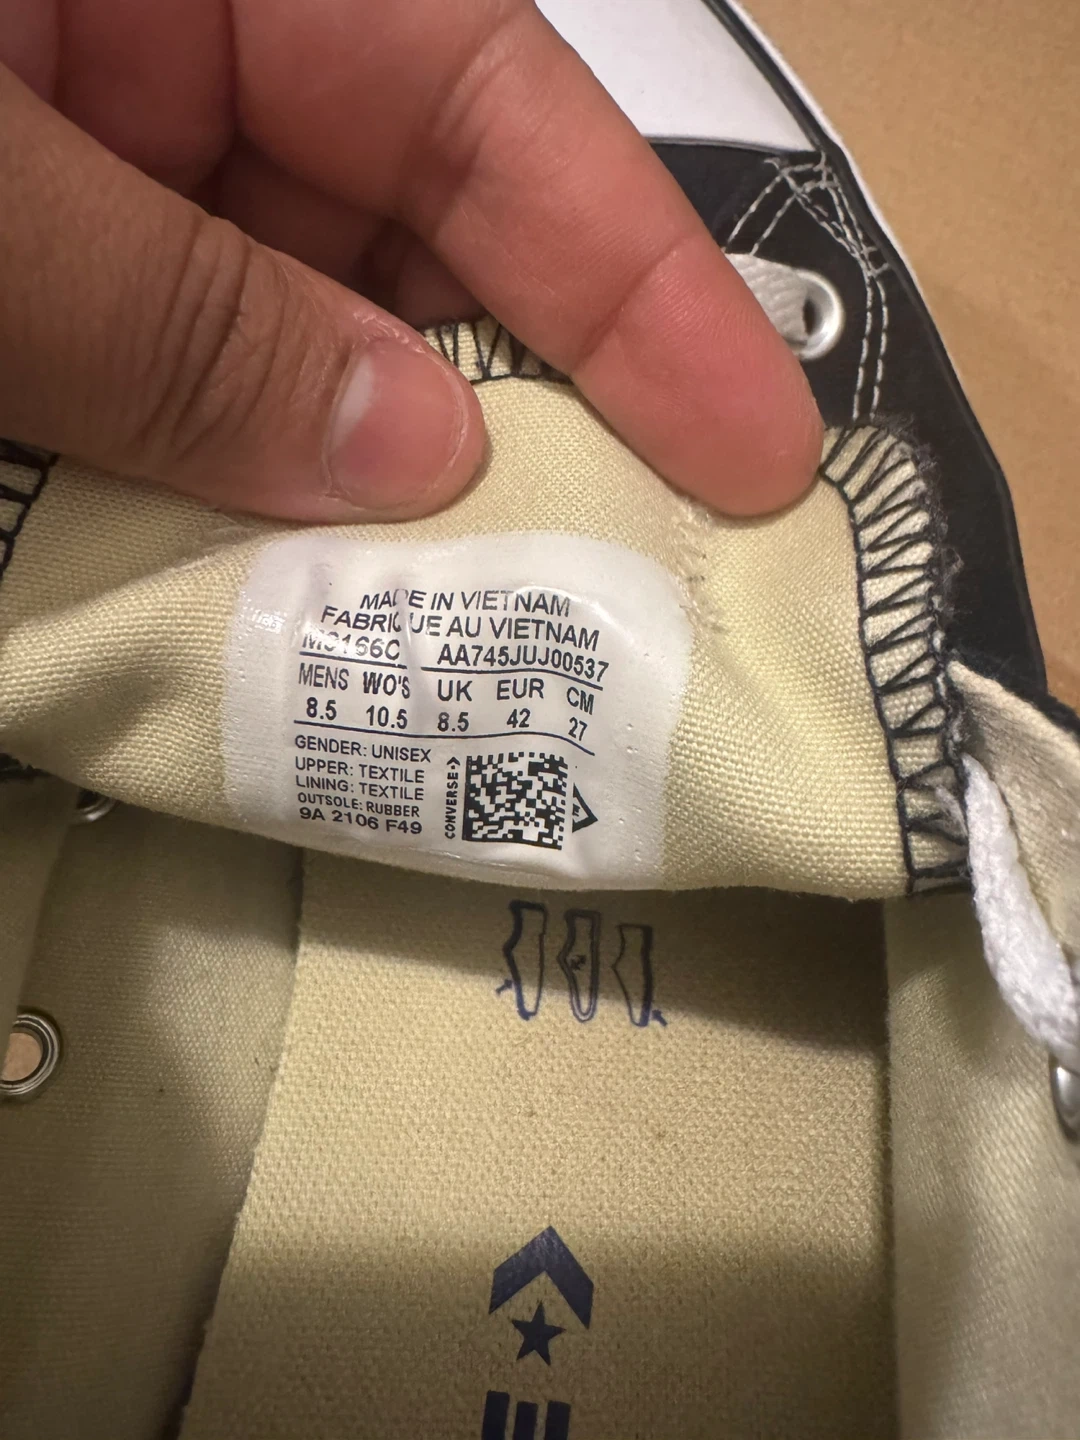 MADE IN VIETNAM
FABRIQUE AU VIETNAM
M9166C AA745JUJ00537
MENS WO'S UK EUR CM
8.5 10.5 8.5 42 27
GENDER: UNISEX
UPPER: TEXTILE
LINING: TEXTILE
OUTSOLE: RUBBER
9A 2106 F49
CONVERSE